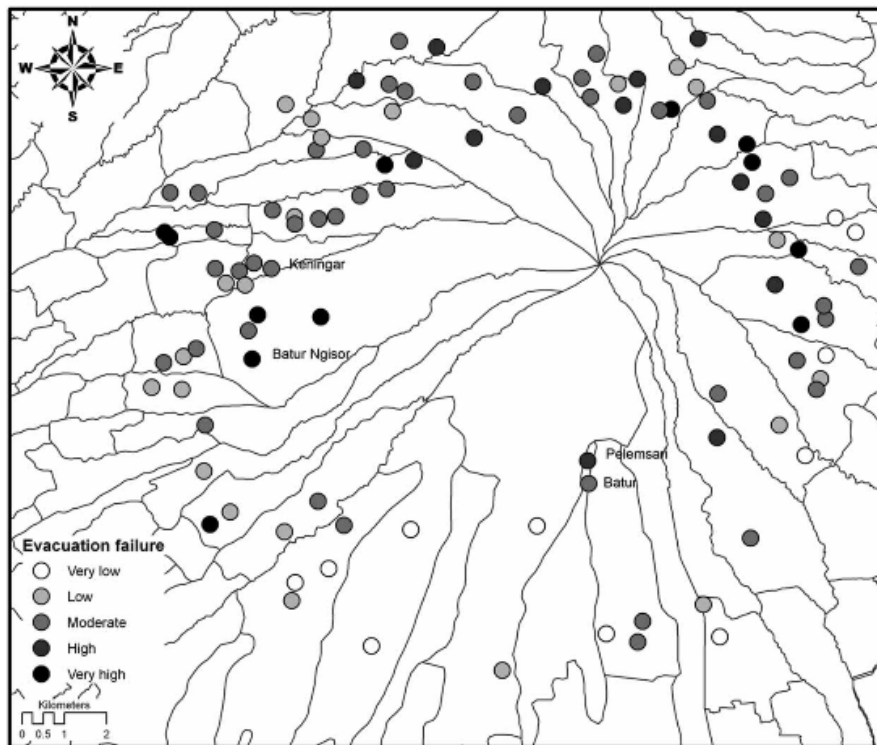 N
W E
S
Keningar
Batur Ngisor
Pelemsari
Batur
Evacuation failure
Very low
Low
Moderate
High
Very high
Kilometers
0 0.5 1 2